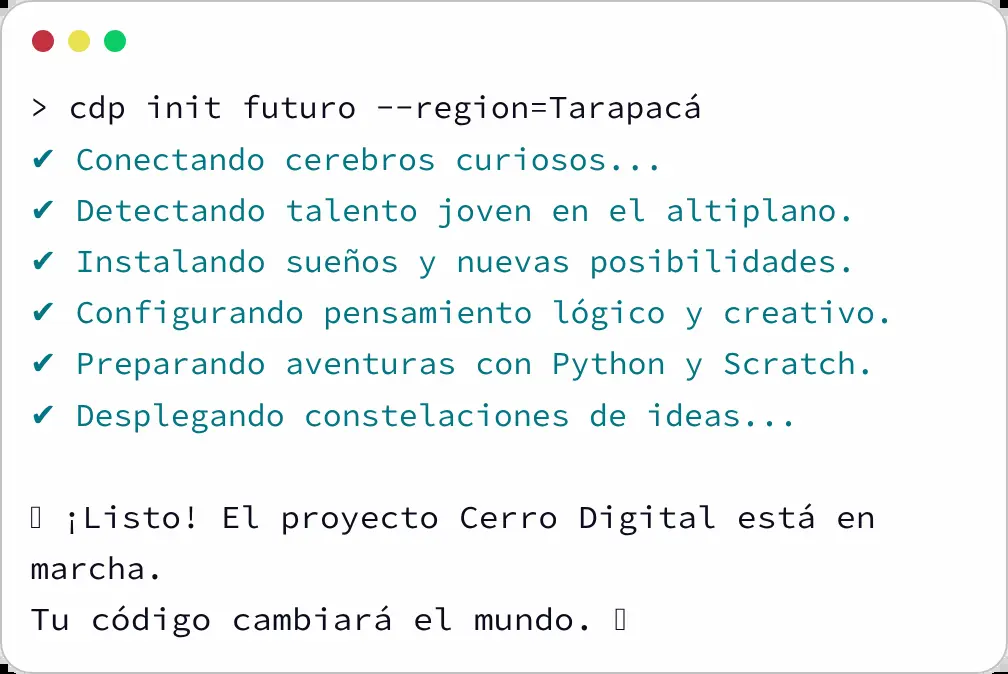 > cdp init futuro --region=Tarapacá
✔ Conectando cerebros curiosos...
✔ Detectando talento joven en el altiplano.
✔ Instalando sueños y nuevas posibilidades.
✔ Configurando pensamiento lógico y creativo.
✔ Preparando aventuras con Python y Scratch.
✔ Desplegando constelaciones de ideas...
▯ ¡Listo! El proyecto Cerro Digital está en
marcha.
Tu código cambiará el mundo. ▯